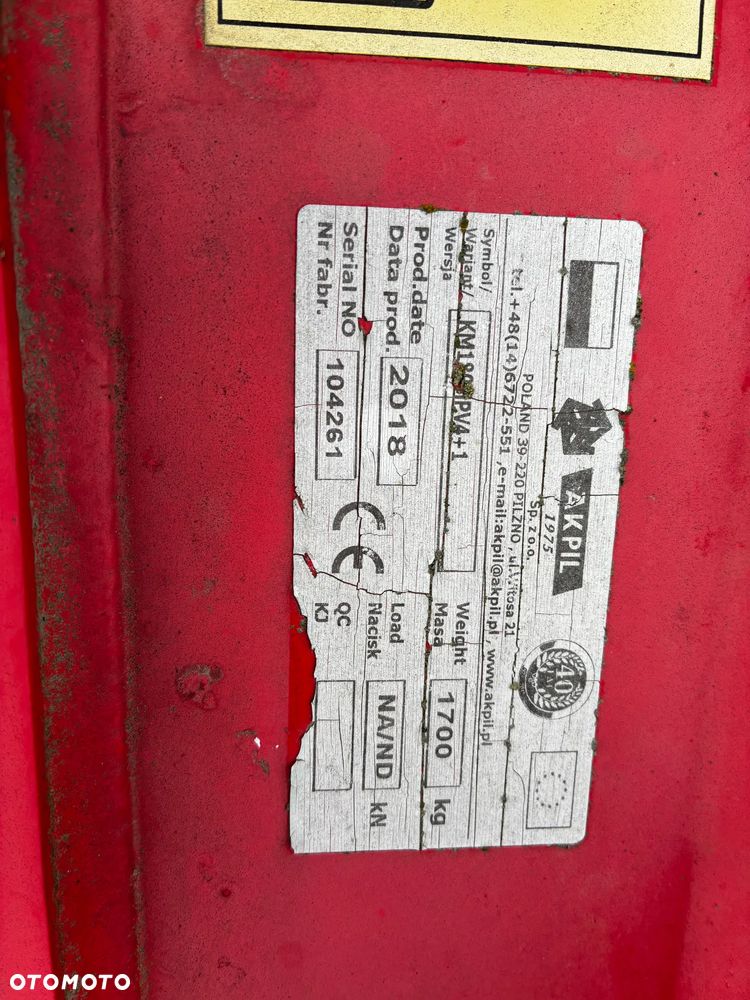 AKPIL
1975
40
Sp. z o.o.
POLAND 39-220 PILZNO , ul.Witosa 21
tel.+48(14)6722-551 ,e-mail:akpil@akpil.pl , www.akpil.pl
Symbol/
Wariant/
Wersja
Weight
Masa
1700 kg
Prod.date
Data prod.
2018
Load
Nacisk
NA/ND kN
Serial NO
Nr fabr.
104261
CE
QC
KJ
OTOMOTO